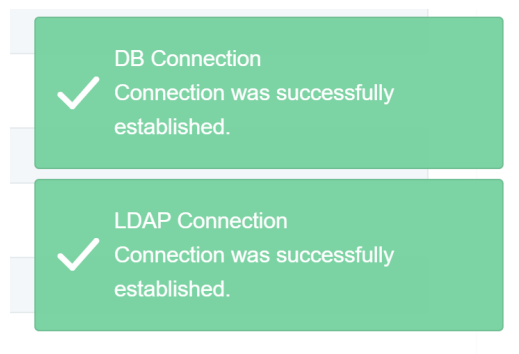 DB Connection
Connection was successfully
established.
LDAP Connection
Connection was successfully
established.